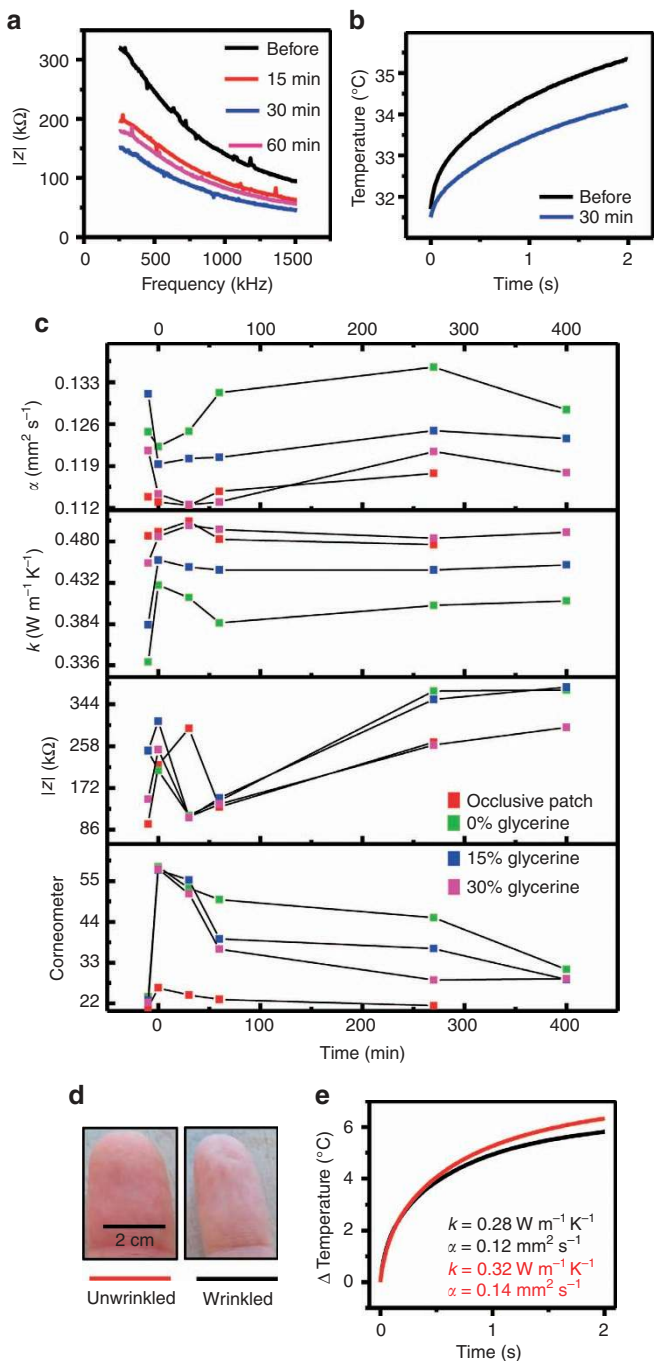 a
300
200
100
0
|z| (kΩ)
Before
15 min
30 min
60 min
0 500 1000 1500
Frequency (kHz)
b
35
34
33
32
Temperature (°C)
Before
30 min
0 1 2
Time (s)
c
0 100 200 300 400
0.133
0.126
0.119
0.112
α (mm² s⁻¹)
0.480
0.432
0.384
0.336
k (W m⁻¹ K⁻¹)
344
258
172
86
|z| (kΩ)
Occlusive patch
0% glycerine
15% glycerine
30% glycerine
55
44
33
22
Corneometer
0 100 200 300 400
Time (min)
d
2 cm
Unwrinkled
Wrinkled
e
6
4
2
0
Δ Temperature (°C)
k = 0.28 W m⁻¹ K⁻¹
α = 0.12 mm² s⁻¹
k = 0.32 W m⁻¹ K⁻¹
α = 0.14 mm² s⁻¹
0 1 2
Time (s)